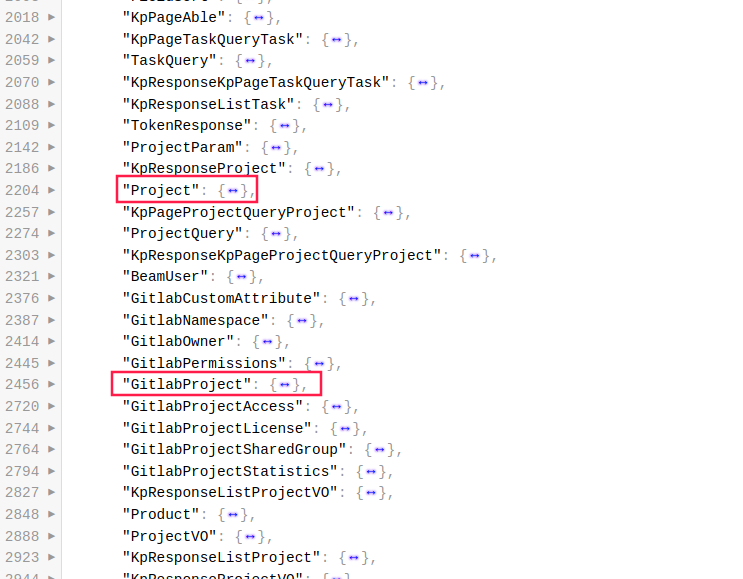 2018 ▶ "KpPageAble": {↔},
2042 ▶ "KpPageTaskQueryTask": {↔},
2059 ▶ "TaskQuery": {↔},
2070 ▶ "KpResponseKpPageTaskQueryTask": {↔},
2088 ▶ "KpResponseListTask": {↔},
2109 ▶ "TokenResponse": {↔},
2142 ▶ "ProjectParam": {↔},
2186 ▶ "KpResponseProject": {↔},
2204 ▶ "Project": {↔},
2257 ▶ "KpPageProjectQueryProject": {↔},
2274 ▶ "ProjectQuery": {↔},
2303 ▶ "KpResponseKpPageProjectQueryProject": {↔},
2321 ▶ "BeamUser": {↔},
2376 ▶ "GitlabCustomAttribute": {↔},
2387 ▶ "GitlabNamespace": {↔},
2414 ▶ "GitlabOwner": {↔},
2445 ▶ "GitlabPermissions": {↔},
2456 ▶ "GitlabProject": {↔},
2720 ▶ "GitlabProjectAccess": {↔},
2744 ▶ "GitlabProjectLicense": {↔},
2764 ▶ "GitlabProjectSharedGroup": {↔},
2794 ▶ "GitlabProjectStatistics": {↔},
2827 ▶ "KpResponseListProjectVO": {↔},
2848 ▶ "Product": {↔},
2888 ▶ "ProjectVO": {↔},
2923 ▶ "KpResponseListProject": {↔},
2944 ▶ "KpResponseProjectVO": {↔},